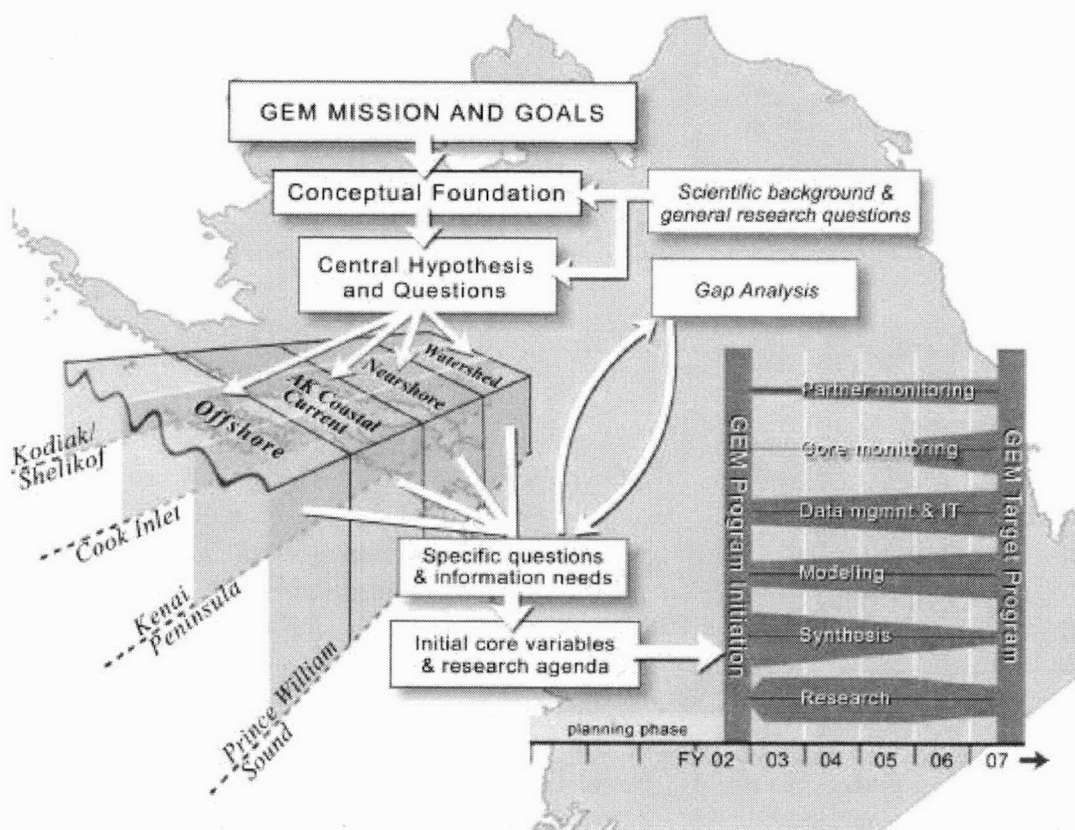 GEM MISSION AND GOALS
Conceptual Foundation
Scientific background &
general research questions
Central Hypothesis
and Questions
Gap Analysis
Watershed
Nearshore
AK Coastal
Current
Offshore
Kodiak/
Shelikof
Cook Inlet
Kenai
Peninsula
Prince William
Sound
Specific questions
& information needs
Initial core variables
& research agenda
GEM Program Initiation
Partner monitoring
Core monitoring
Data mgmnt & IT
Modeling
Synthesis
Research
GEM Target Program
planning phase
FY 02 03 04 05 06 07